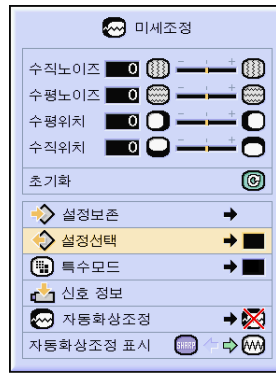 미세조정
수직노이즈 0 - +
수평노이즈 0 - +
수평위치 0 - +
수직위치 0 - +
초기화
설정보존
설정선택
특수모드
신호 정보
자동화상조정
자동화상조정 표시 SHARP